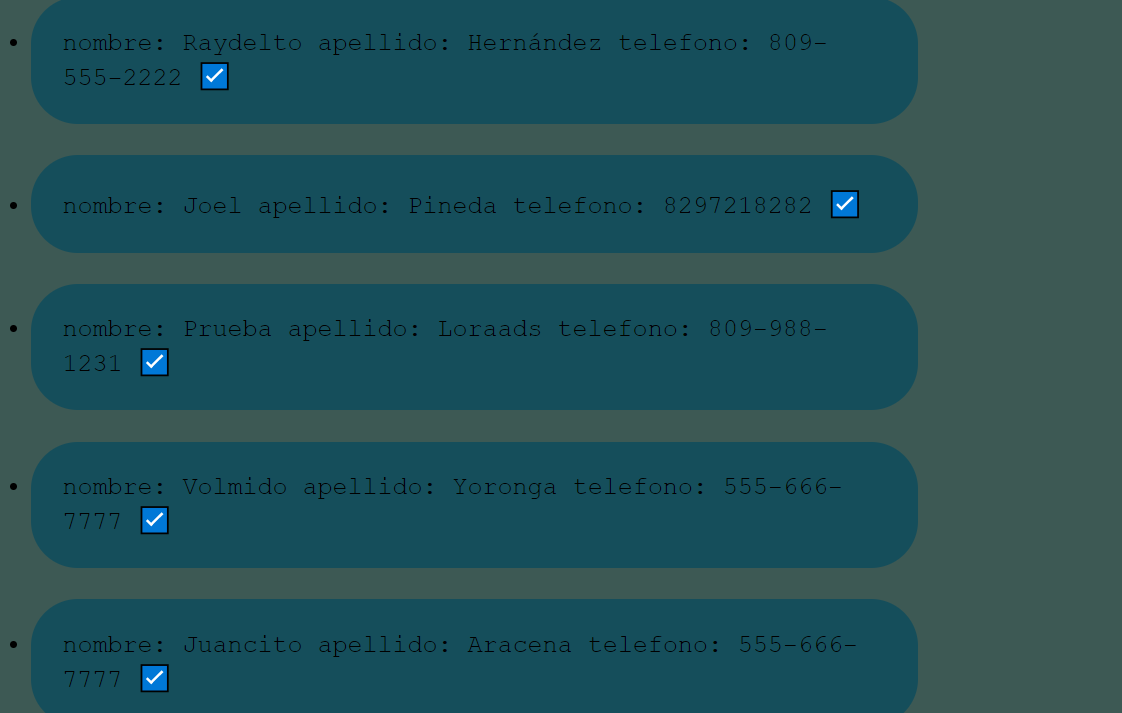 nombre: Raydelto apellido: Hernández telefono: 809-
555-2222
nombre: Joel apellido: Pineda telefono: 8297218282
nombre: Prueba apellido: Loraads telefono: 809-988-
1231
nombre: Volmido apellido: Yoronga telefono: 555-666-
7777
nombre: Juancito apellido: Aracena telefono: 555-666-
7777